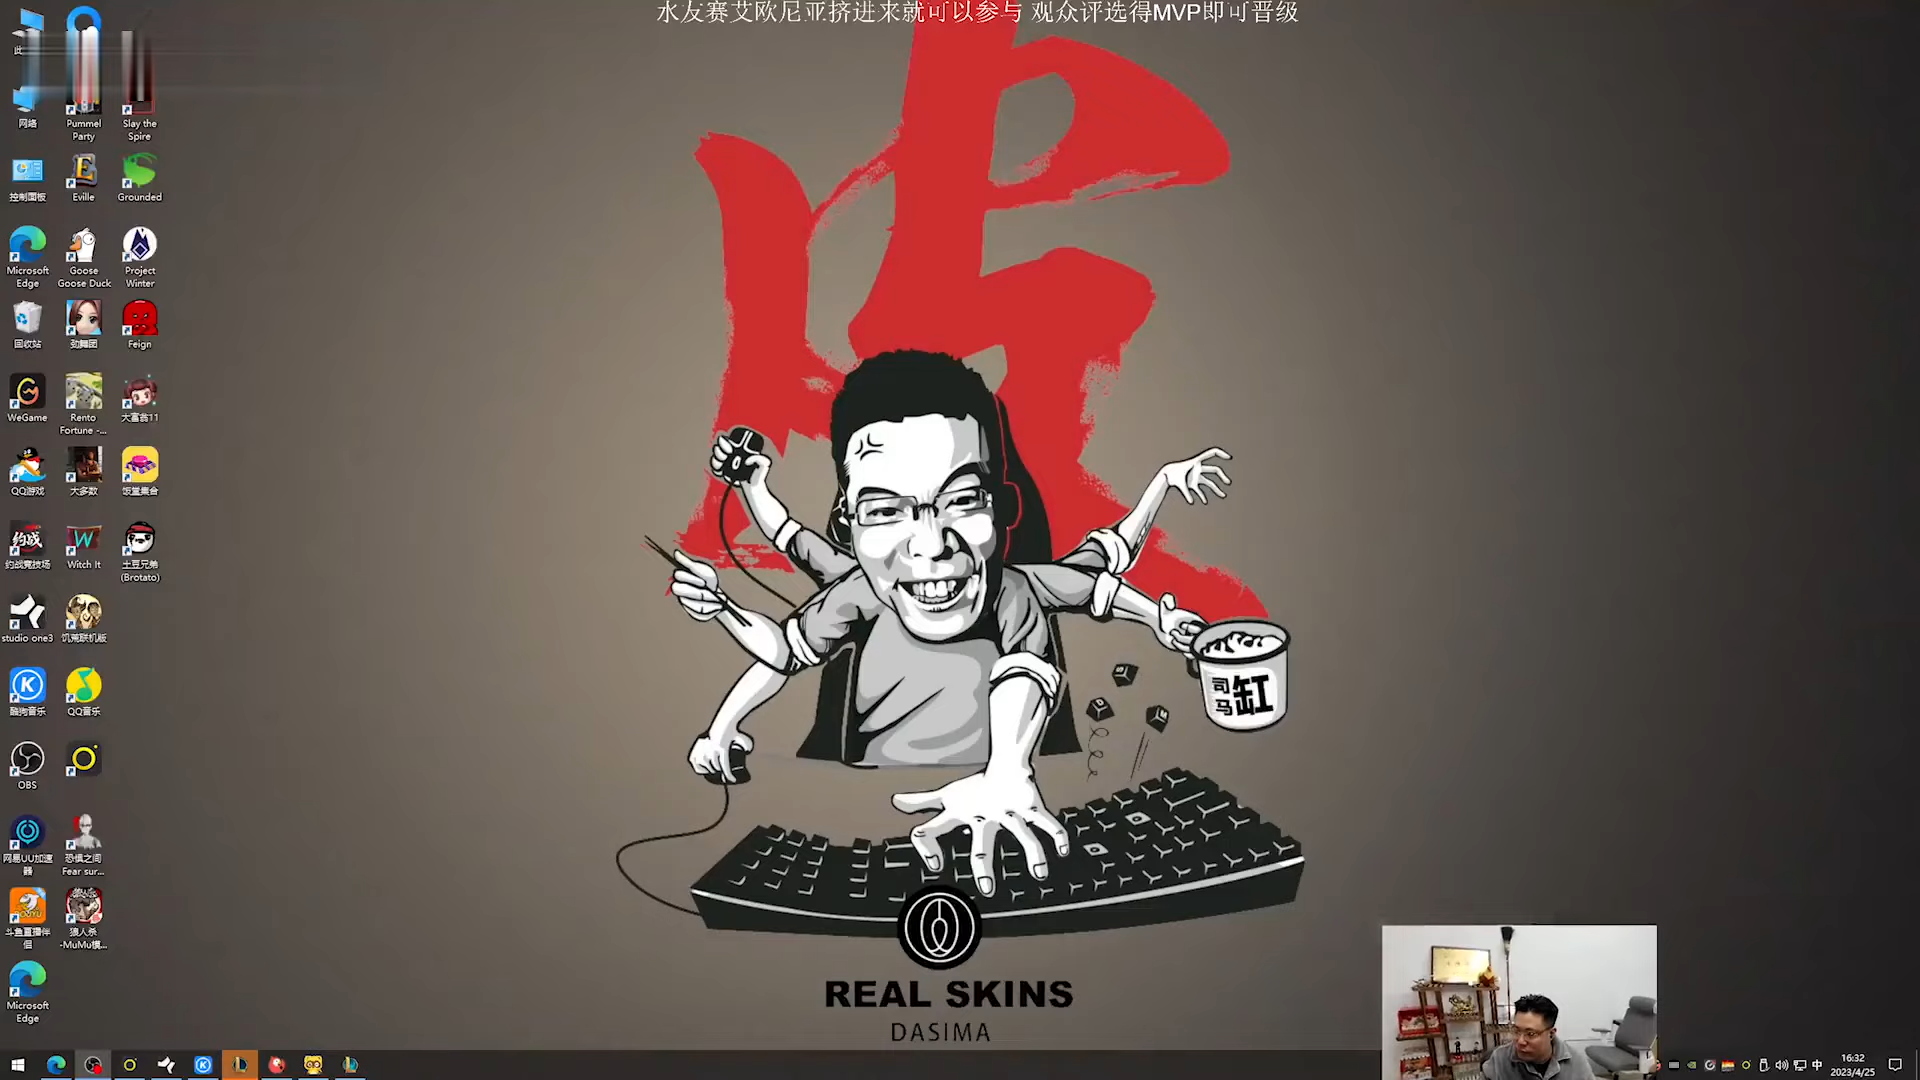 水友赛艾欧尼亚挤进来就可以参与 观众评选得MVP即可晋级
网络
Pummel
Party
Slay the
Spire
控制面板
Eville
Grounded
Microsoft
Edge
Goose
Goose Duck
Project
Winter
回收站
劲舞团
Feign
WeGame
Rento
Fortune -...
大富翁11
QQ游戏
大多数
饭堂集合
约战
约战竞技场
Witch It
土豆兄弟
(Brotato)
studio one3
饥荒联机版
酷狗音乐
QQ音乐
OBS
网易UU加速
器
恐惧之间
Fear sur...
斗鱼直播伴
侣
狼人杀
-MuMu模...
Microsoft
Edge
司马缸
REAL SKINS
DASIMA
中
16:32
2023/4/25